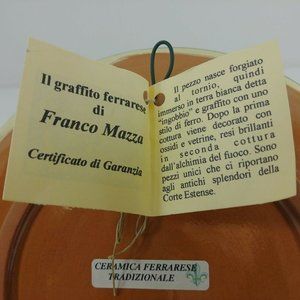 Il graffito ferrarese
di
Franco Mazza
Certificato di Garanzia
Il pezzo nasce forgiato
al tornio, quindi
immerso in terra bianca detta
"ingobbio" e graffito con uno
stilo di ferro. Dopo la prima
cottura viene decorato con
ossidi e vetrine, resi brillanti
in seconda cottura
dall'alchimia del fuoco. Sono
pezzi unici che ci riportano
agli antichi splendori della
Corte Estense.
CERAMICA FERRARESE
TRADIZIONALE